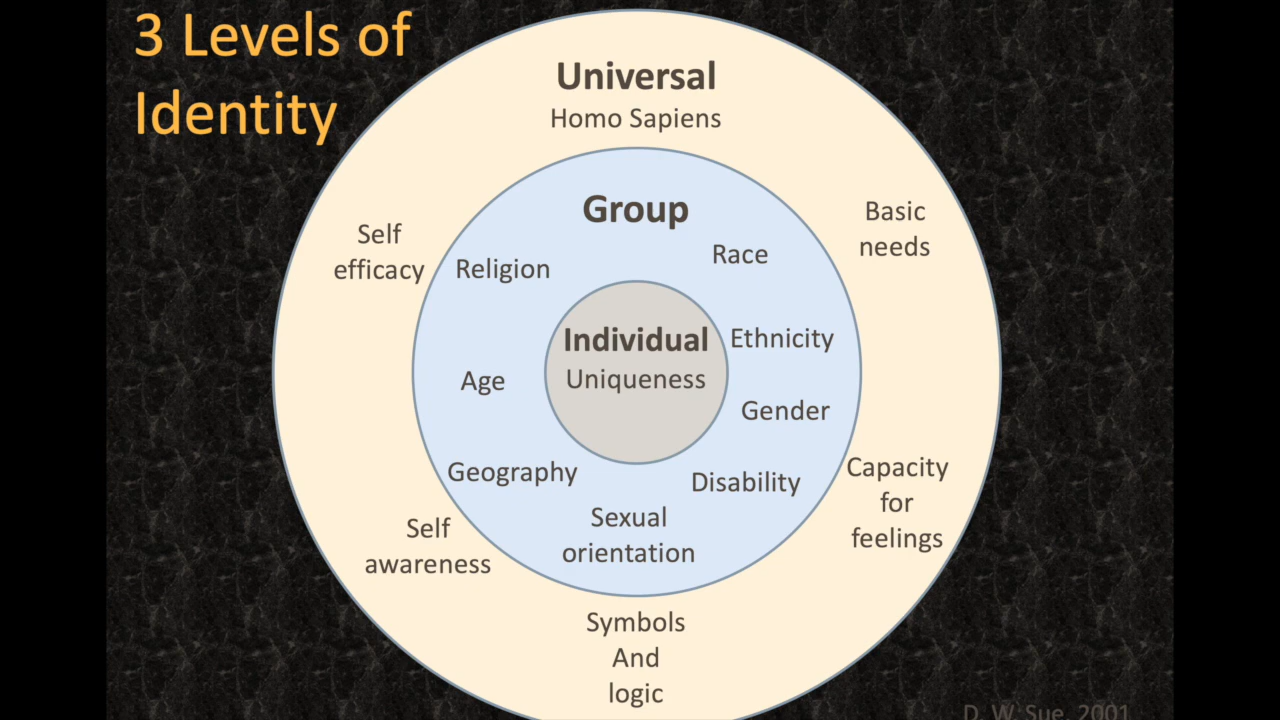 3 Levels of
Identity
Universal
Homo Sapiens
Self
efficacy
Basic
needs
Group
Religion
Race
Individual
Uniqueness
Ethnicity
Age
Gender
Geography
Disability
Sexual
orientation
Self
awareness
Capacity
for
feelings
Symbols
And
logic
D. W. Sue, 2001